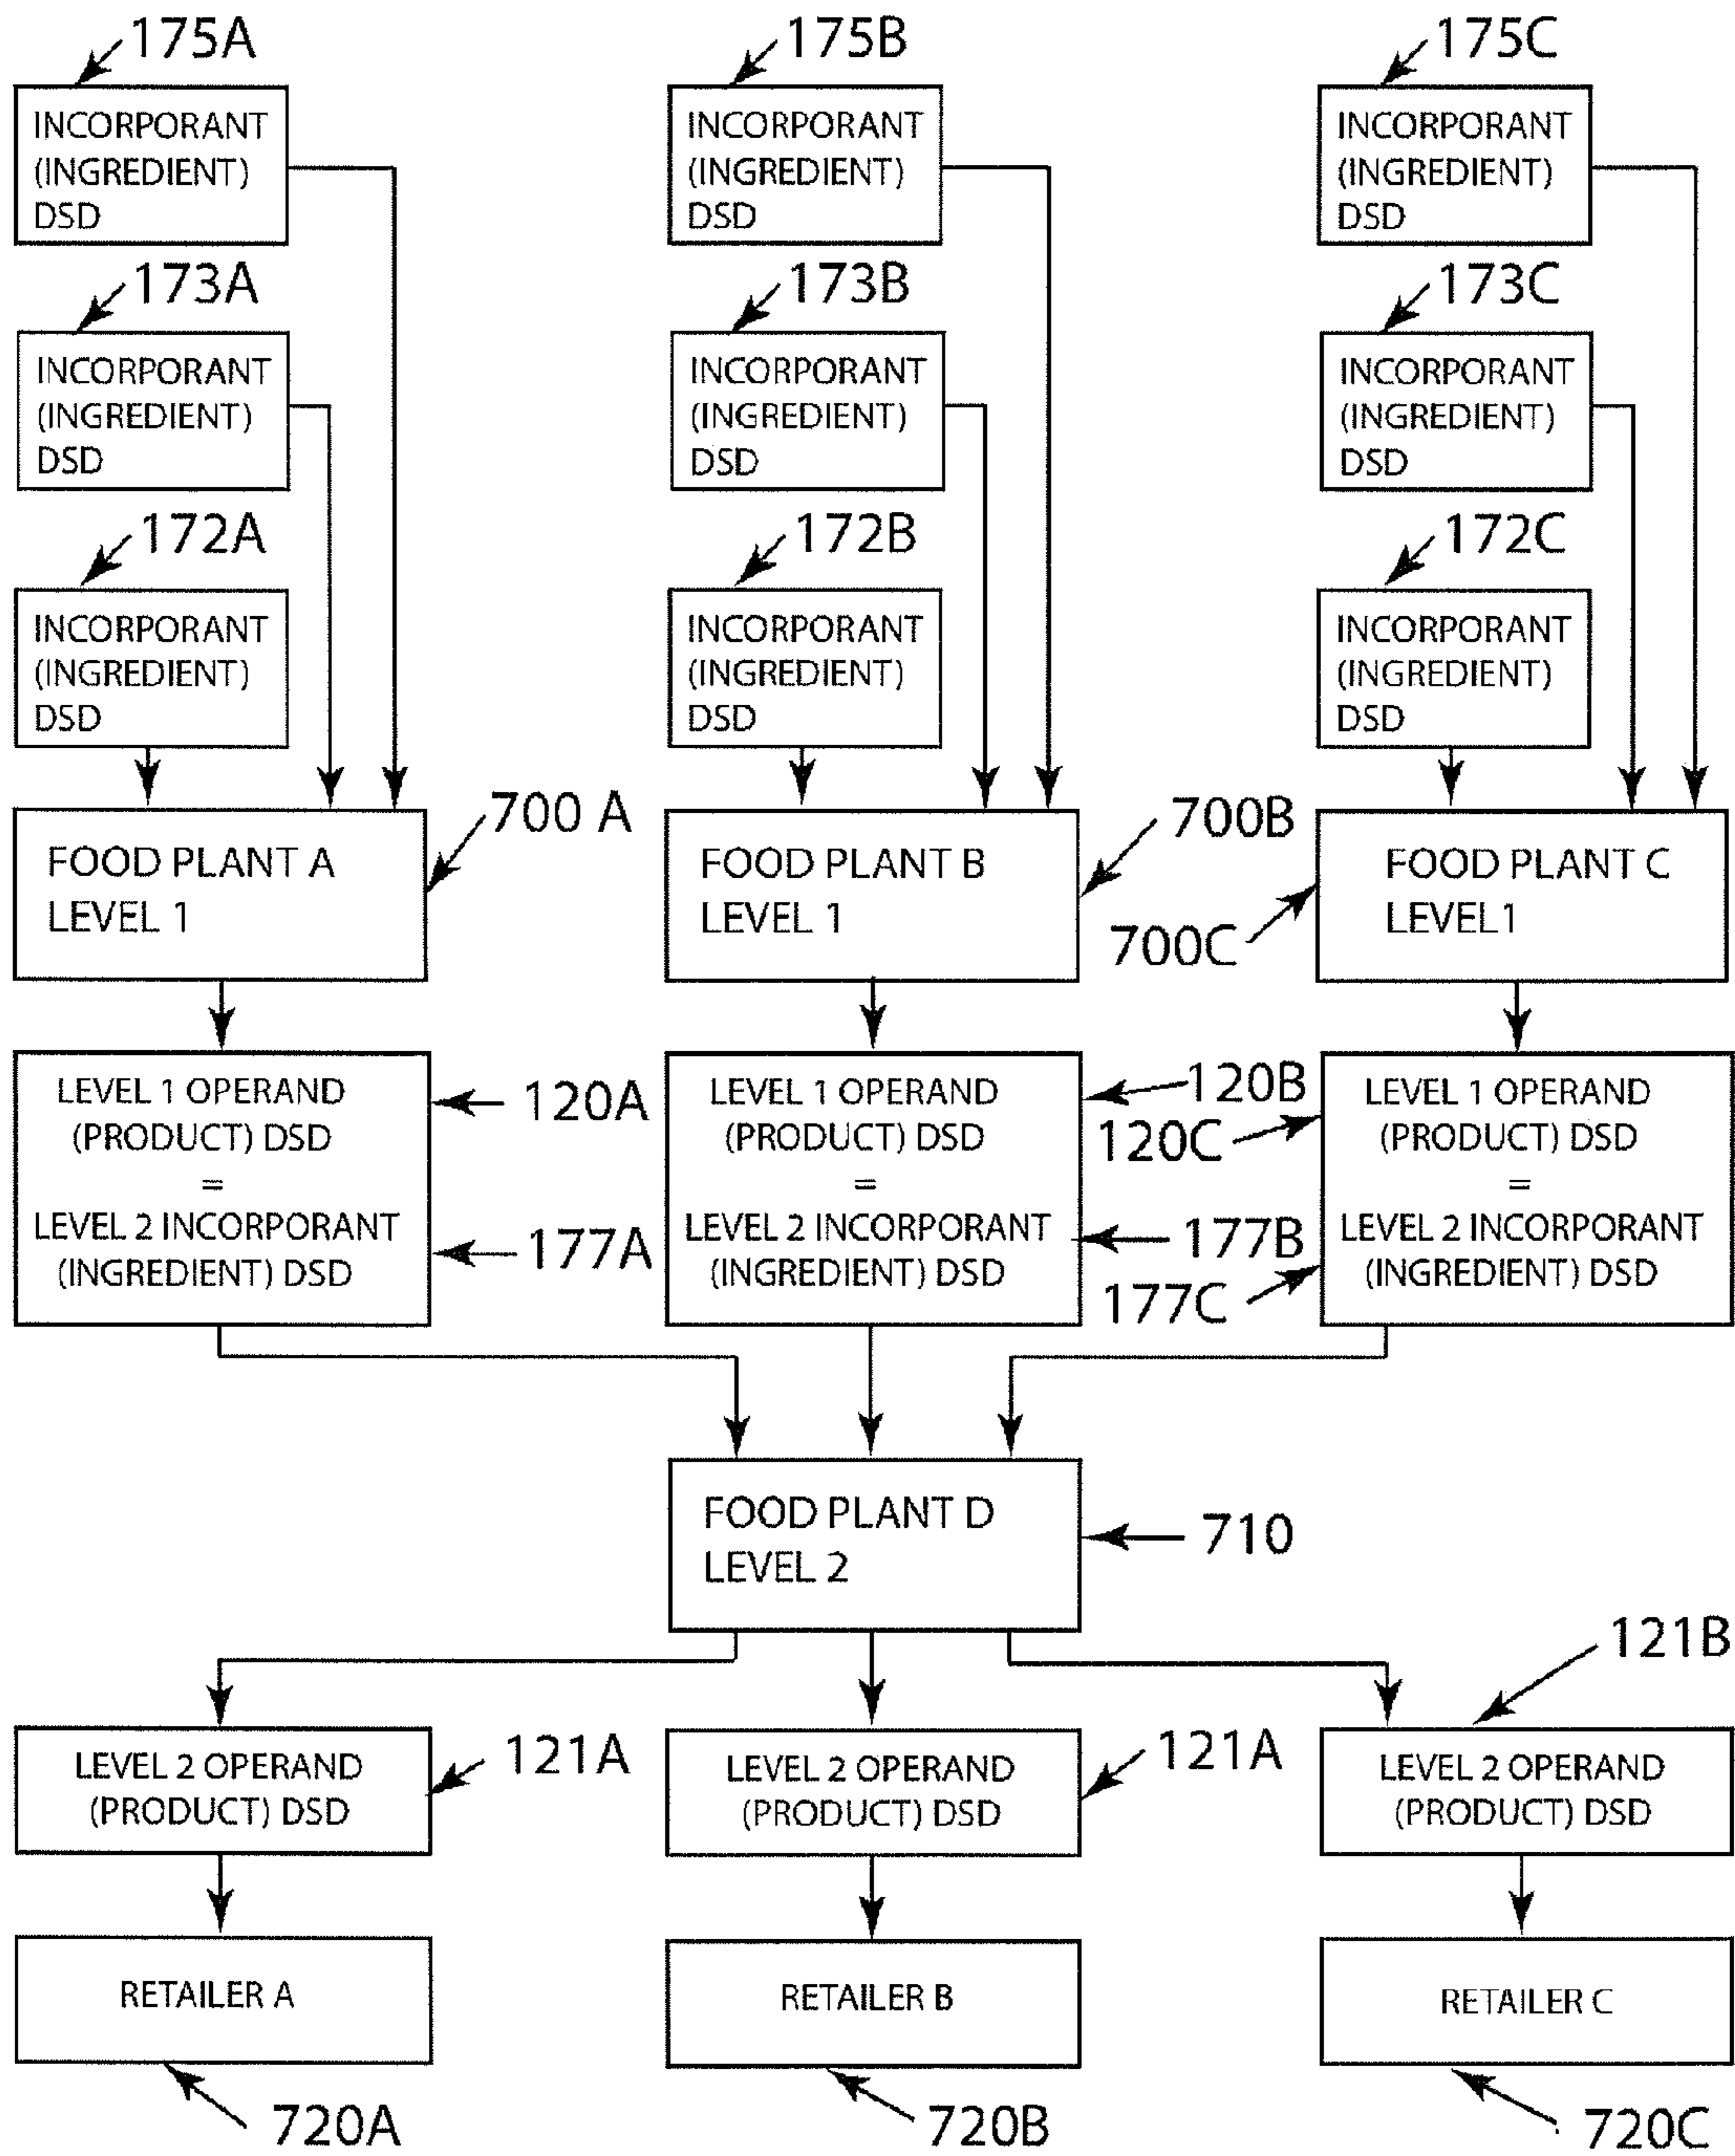 175A
175B
175C
INCORPORANT
(INGREDIENT)
DSD
INCORPORANT
(INGREDIENT)
DSD
INCORPORANT
(INGREDIENT)
DSD
173A
173B
173C
INCORPORANT
(INGREDIENT)
DSD
INCORPORANT
(INGREDIENT)
DSD
INCORPORANT
(INGREDIENT)
DSD
172A
172B
172C
INCORPORANT
(INGREDIENT)
DSD
INCORPORANT
(INGREDIENT)
DSD
INCORPORANT
(INGREDIENT)
DSD
FOOD PLANT A
LEVEL 1
700 A
FOOD PLANT B
LEVEL 1
700B
700C
FOOD PLANT C
LEVEL1
LEVEL 1 OPERAND
(PRODUCT) DSD
=
LEVEL 2 INCORPORANT
(INGREDIENT) DSD
120A
177A
LEVEL 1 OPERAND
(PRODUCT) DSD
=
LEVEL 2 INCORPORANT
(INGREDIENT) DSD
120B
120C
177B
177C
LEVEL 1 OPERAND
(PRODUCT) DSD
=
LEVEL 2 INCORPORANT
(INGREDIENT) DSD
FOOD PLANT D
LEVEL 2
710
121B
LEVEL 2 OPERAND
(PRODUCT) DSD
121A
LEVEL 2 OPERAND
(PRODUCT) DSD
121A
LEVEL 2 OPERAND
(PRODUCT) DSD
RETAILER A
RETAILER B
RETAILER C
720A
720B
720C